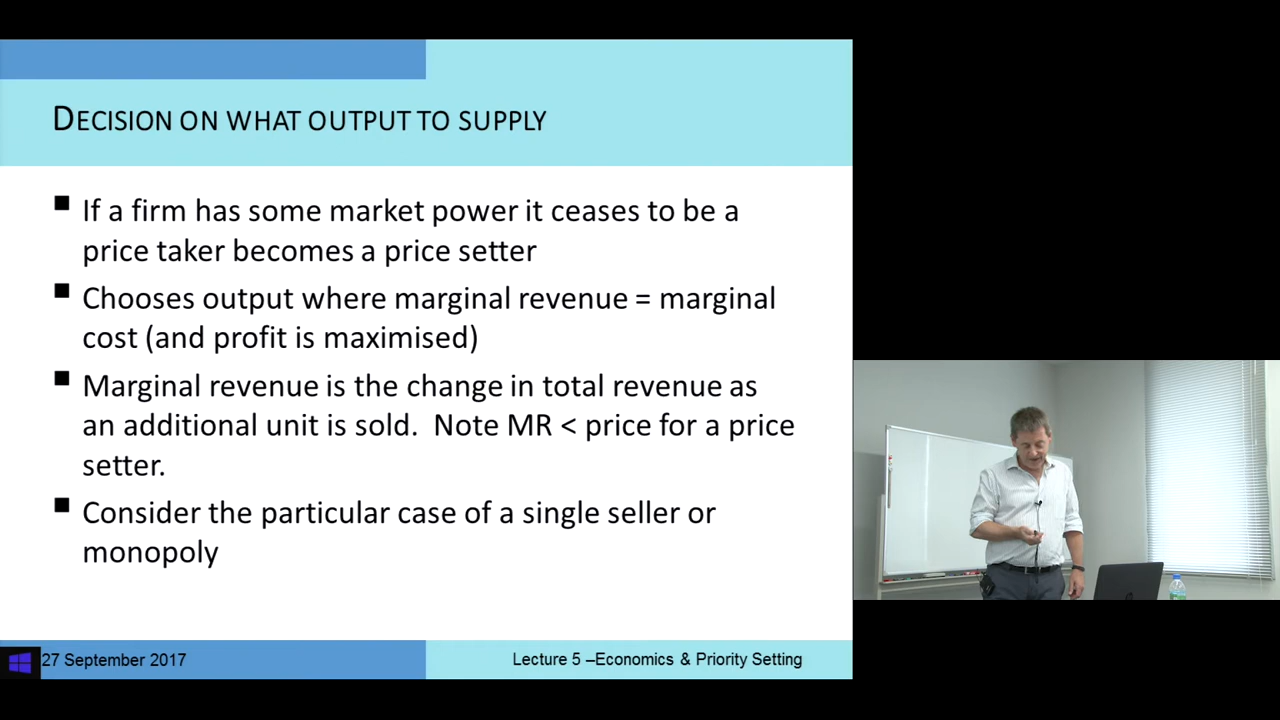 DECISION ON WHAT OUTPUT TO SUPPLY
If a firm has some market power it ceases to be a
price taker becomes a price setter
Chooses output where marginal revenue = marginal
cost (and profit is maximised)
Marginal revenue is the change in total revenue as
an additional unit is sold.  Note MR < price for a price
setter.
Consider the particular case of a single seller or
monopoly
27 September 2017
Lecture 5 –Economics & Priority Setting